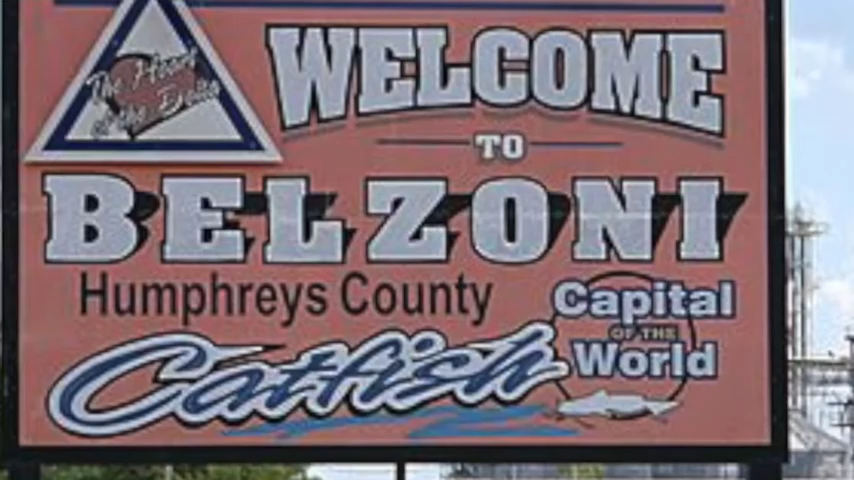 The Heart
of the Delta
WELCOME
TO
BELZONI
Humphreys County
Catfish
Capital
OF THE
World